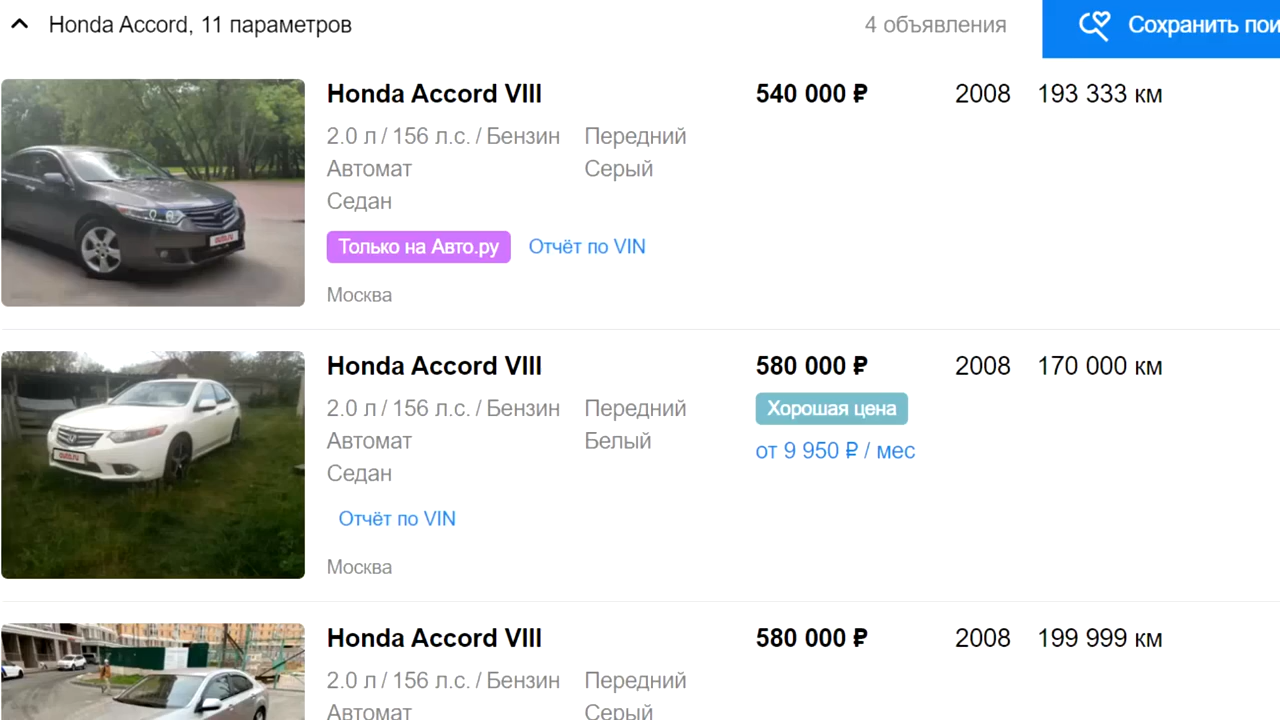 Honda Accord, 11 параметров
4 объявления
Сохранить пои
Honda Accord VIII
540 000 ₽
2008
193 333 км
2.0 л / 156 л.с. / Бензин
Передний
Автомат
Серый
Седан
Только на Авто.ру
Отчёт по VIN
Москва
auto.ru
Honda Accord VIII
580 000 ₽
2008
170 000 км
2.0 л / 156 л.с. / Бензин
Передний
Хорошая цена
Автомат
Белый
от 9 950 ₽ / мес
Седан
Отчёт по VIN
Москва
auto.ru
Honda Accord VIII
580 000 ₽
2008
199 999 км
2.0 л / 156 л.с. / Бензин
Передний
Автомат
Серый